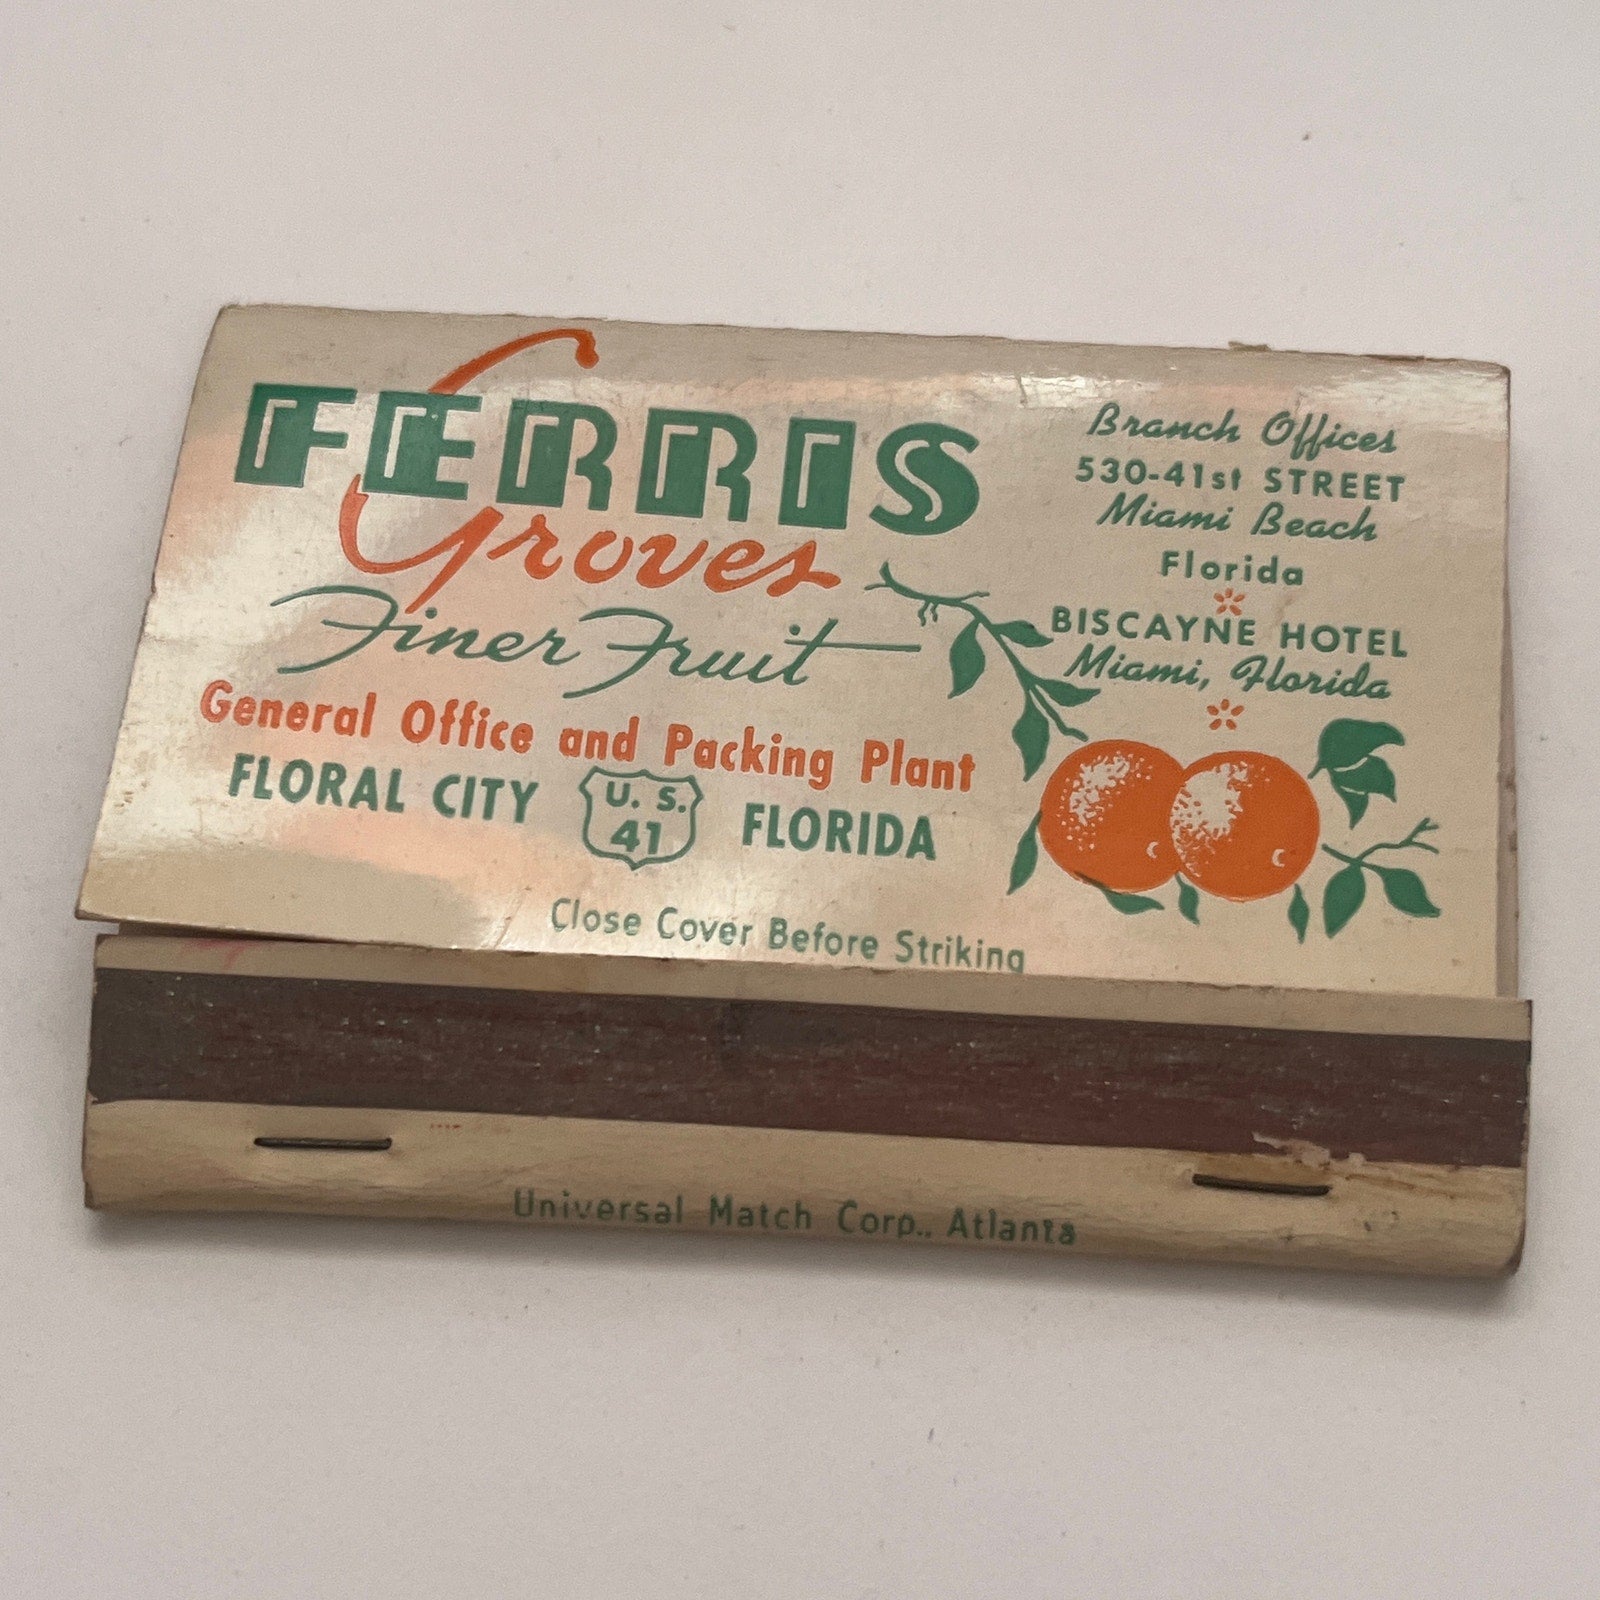 FERRIS
Groves
Finer Fruit
General Office and Packing Plant
FLORAL CITY U. S. 41 FLORIDA
Close Cover Before Striking
Branch Offices
530-41st STREET
Miami Beach
Florida
BISCAYNE HOTEL
Miami, Florida
Universal Match Corp., Atlanta